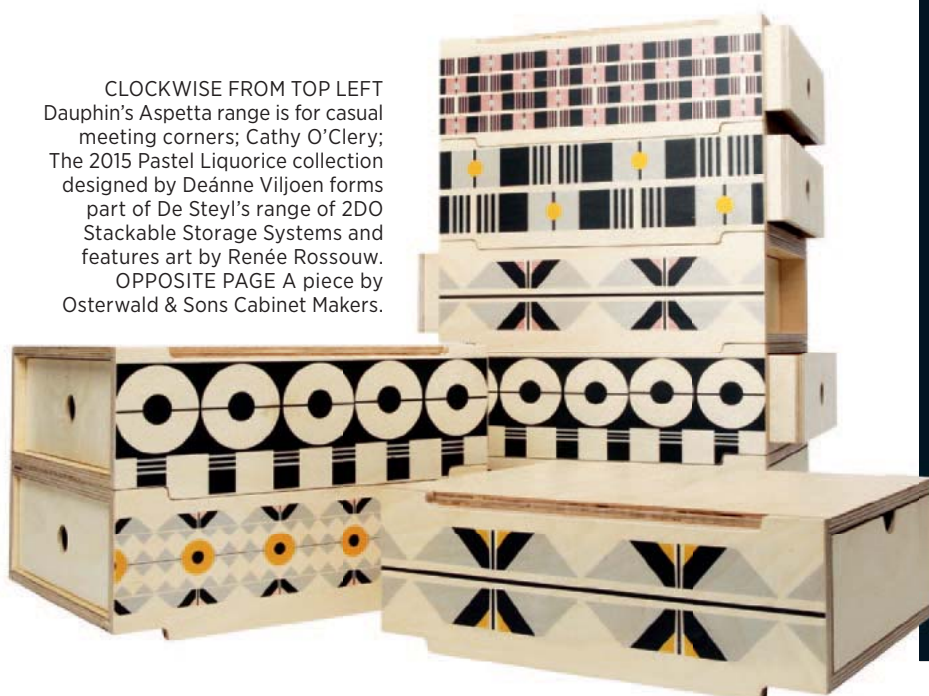 CLOCKWISE FROM TOP LEFT
Dauphin’s Aspetta range is for casual
meeting corners; Cathy O’Clery;
The 2015 Pastel Liquorice collection
designed by Deánne Viljoen forms
part of De Steyl’s range of 2DO
Stackable Storage Systems and
features art by Renée Rossouw.
OPPOSITE PAGE A piece by
Osterwald & Sons Cabinet Makers.